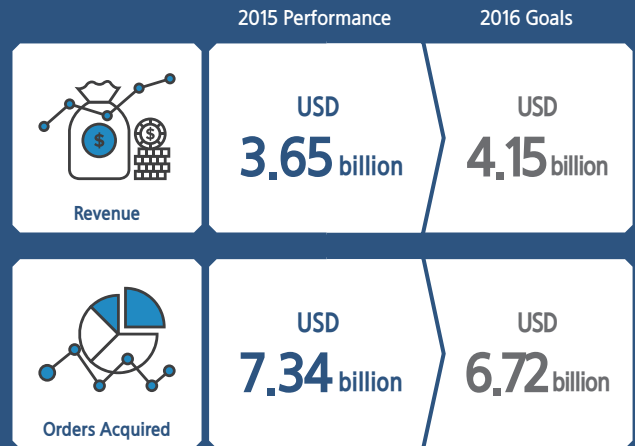 2015 Performance 2016 Goals
$
$
Revenue
USD
3.65 billion
USD
4.15 billion
Orders Acquired
USD
7.34 billion
USD
6.72 billion